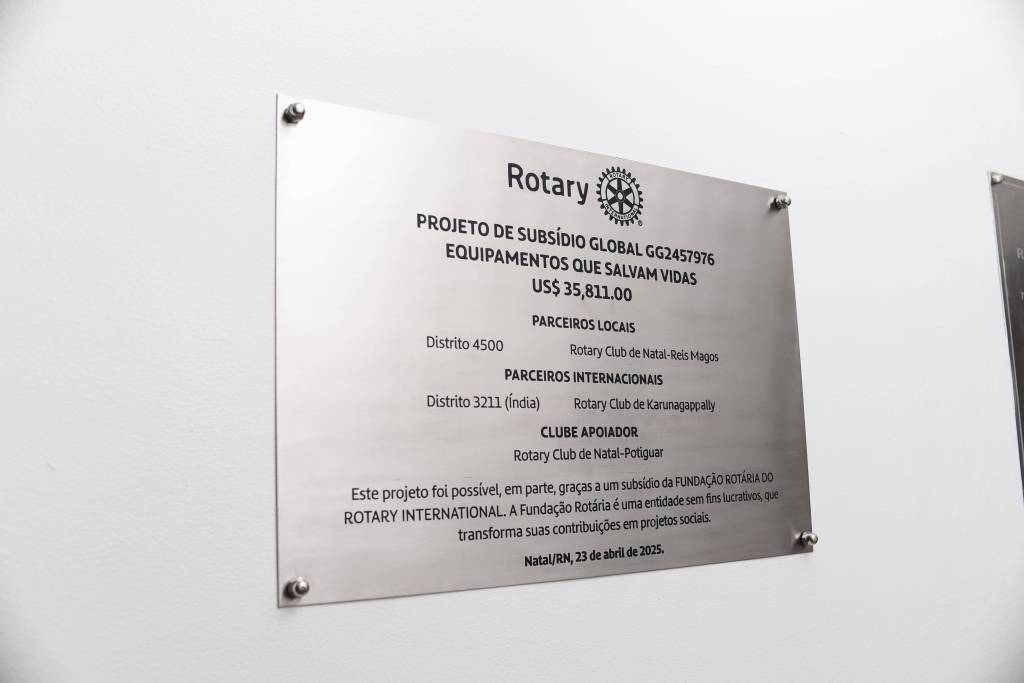 Rotary
ROTARY
INTERNATIONAL
PROJETO DE SUBSÍDIO GLOBAL GG2457976
EQUIPAMENTOS QUE SALVAM VIDAS
US$ 35,811.00
PARCEIROS LOCAIS
Distrito 4500 Rotary Club de Natal-Reis Magos
PARCEIROS INTERNACIONAIS
Distrito 3211 (Índia) Rotary Club de Karunagappally
CLUBE APOIADOR
Rotary Club de Natal-Potiguar
Este projeto foi possível, em parte, graças a um subsídio da FUNDAÇÃO ROTÁRIA DO
ROTARY INTERNATIONAL. A Fundação Rotária é uma entidade sem fins lucrativos, que
transforma suas contribuições em projetos sociais.
Natal/RN, 23 de abril de 2025.